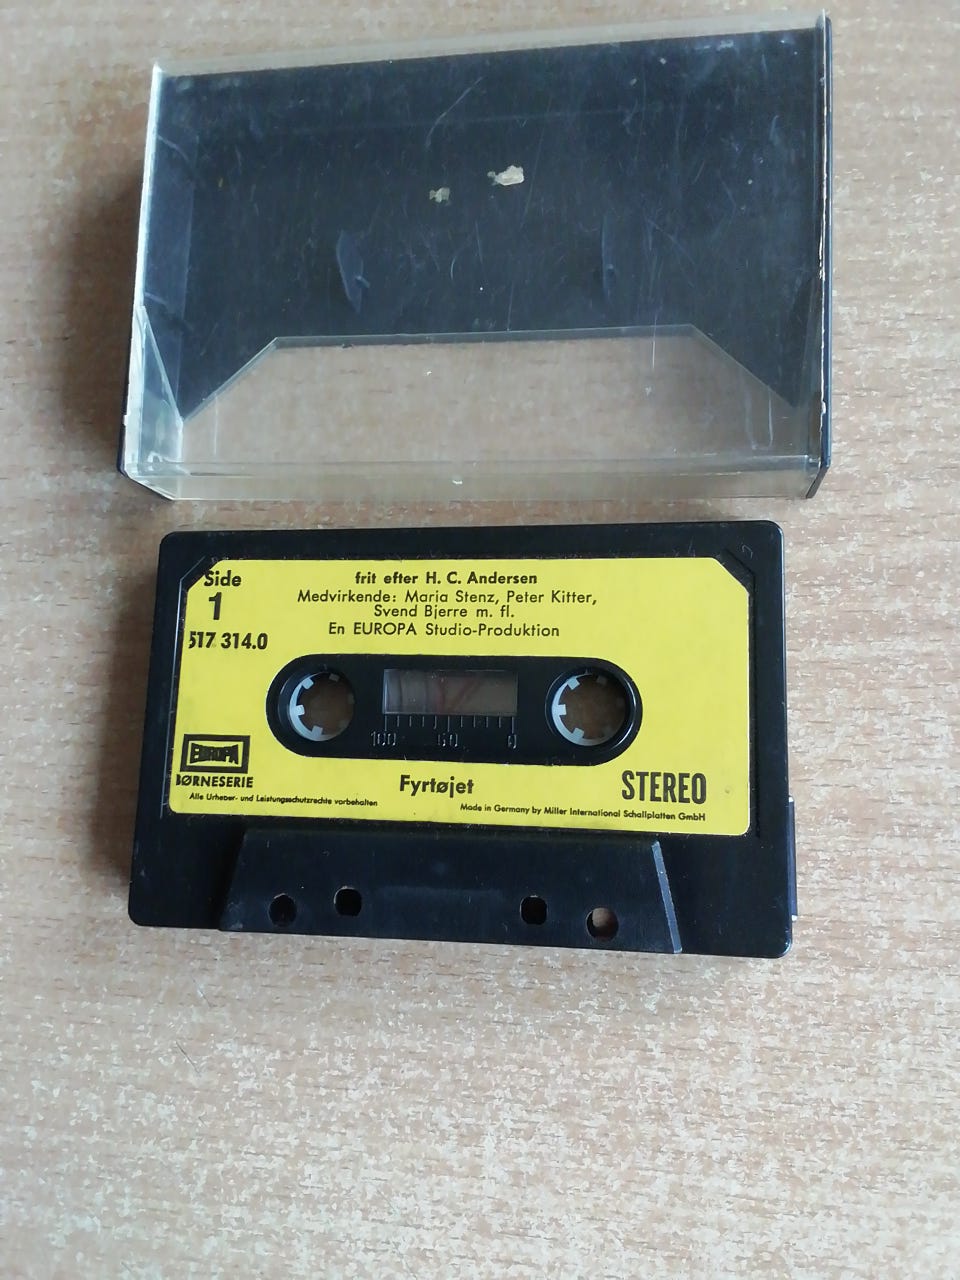 Side
1
517 314.0
frit efter H. C. Andersen
Medvirkende: Maria Stenz, Peter Kitter,
Svend Bjerre m. fl.
En EUROPA Studio-Produktion
100 50 0
EUROPA
BØRNESERIE
Fyrtøjet
STEREO
Alle Urheber- und Leistungsschutzrechte vorbehalten
Made in Germany by Miller International Schallplatten GmbH